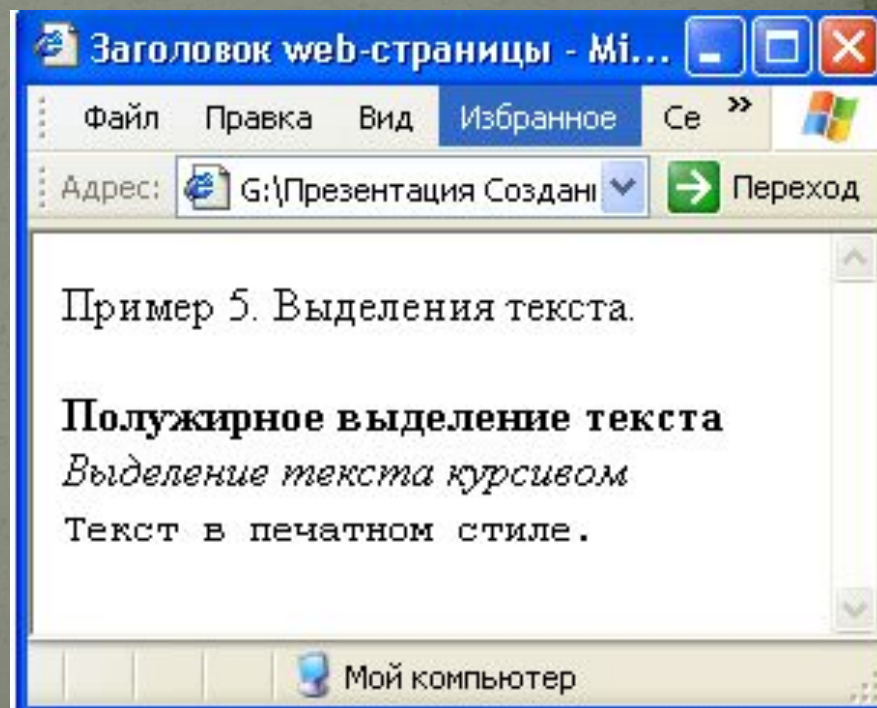 Заголовок web-страницы - Mi...
Файл Правка Вид Избранное Се »
Адрес: G:\Презентация Создани Переход
Пример 5. Выделения текста.
Полужирное выделение текста
Выделение текста курсивом
Текст в печатном стиле.
Мой компьютер